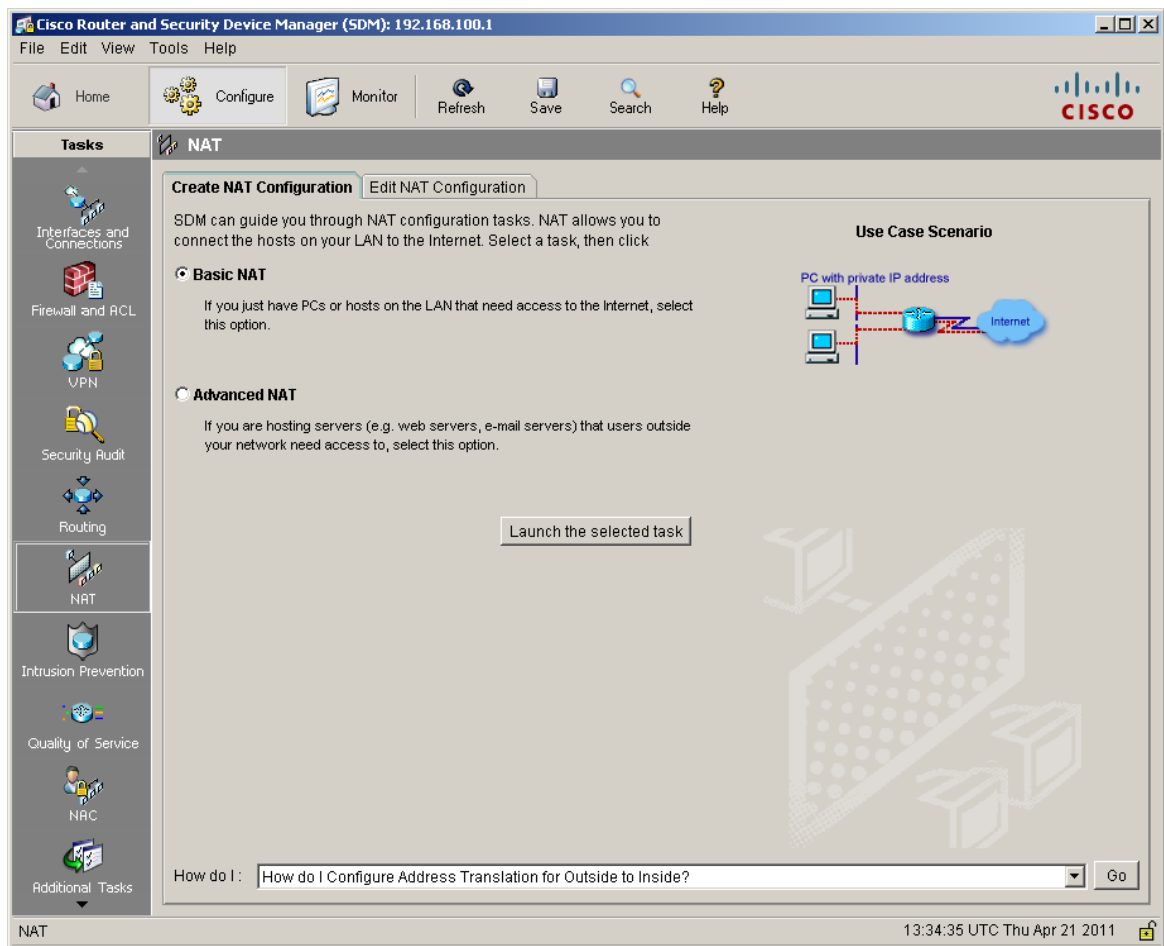 Cisco Router and Security Device Manager (SDM): 192.168.100.1
File Edit View Tools Help
Home
Configure
Monitor
Refresh
Save
Search
Help
CISCO
Tasks
NAT
Interfaces and
Connections
Firewall and ACL
VPN
Security Audit
Routing
NAT
Intrusion Prevention
Quality of Service
NAC
Additional Tasks
Create NAT Configuration
Edit NAT Configuration
SDM can guide you through NAT configuration tasks. NAT allows you to
connect the hosts on your LAN to the Internet. Select a task, then click
Basic NAT
If you just have PCs or hosts on the LAN that need access to the Internet, select
this option.
Advanced NAT
If you are hosting servers (e.g. web servers, e-mail servers) that users outside
your network need access to, select this option.
Launch the selected task
Use Case Scenario
PC with private IP address
Internet
How do I :
How do I Configure Address Translation for Outside to Inside?
Go
NAT
13:34:35 UTC Thu Apr 21 2011